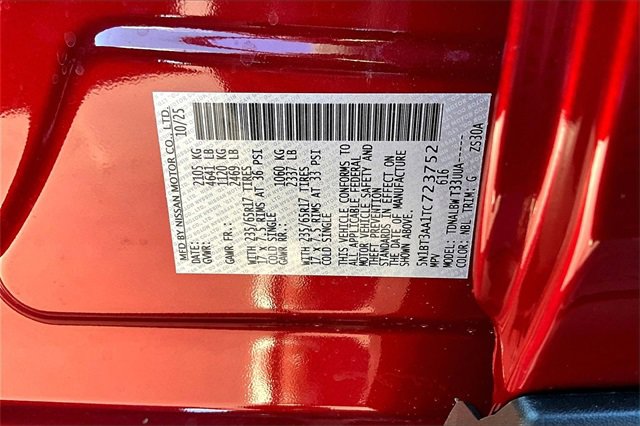 MFD BY NISSAN MOTOR CO., LTD.
DATE: 10/25
GVWR: 2105 KG
4641 LB
GAWR FR.: 1120 KG
2469 LB
WITH 235/65R17 TIRES
17 X 7.5 RIMS AT 36 PSI
COLD SINGLE
GAWR RR.: 1060 KG
2337 LB
WITH 235/65R17 TIRES
17 X 7.5 RIMS AT 33 PSI
COLD SINGLE
THIS VEHICLE CONFORMS TO
ALL APPLICABLE FEDERAL
MOTOR VEHICLE SAFETY AND
THEFT PREVENTION
STANDARDS IN EFFECT ON
THE DATE OF MANUFACTURE
SHOWN ABOVE.
5N1BT3AA1TC723752
MPV 616
MODEL: TDNALBWT33UUA-----
COLOR: NBL TRIM: G ZS30A